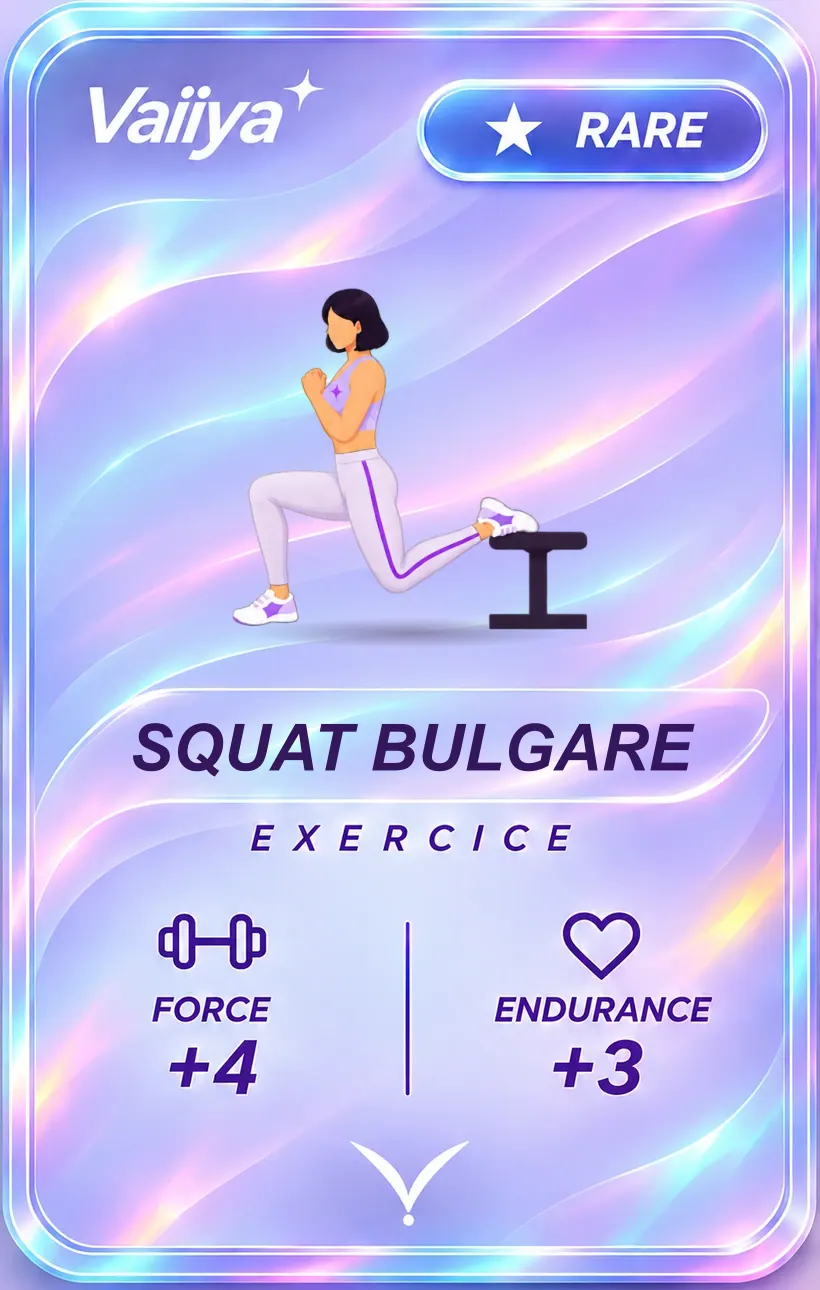 Vaiiya
RARE
SQUAT BULGARE
EXERCICE
FORCE
+4
ENDURANCE
+3